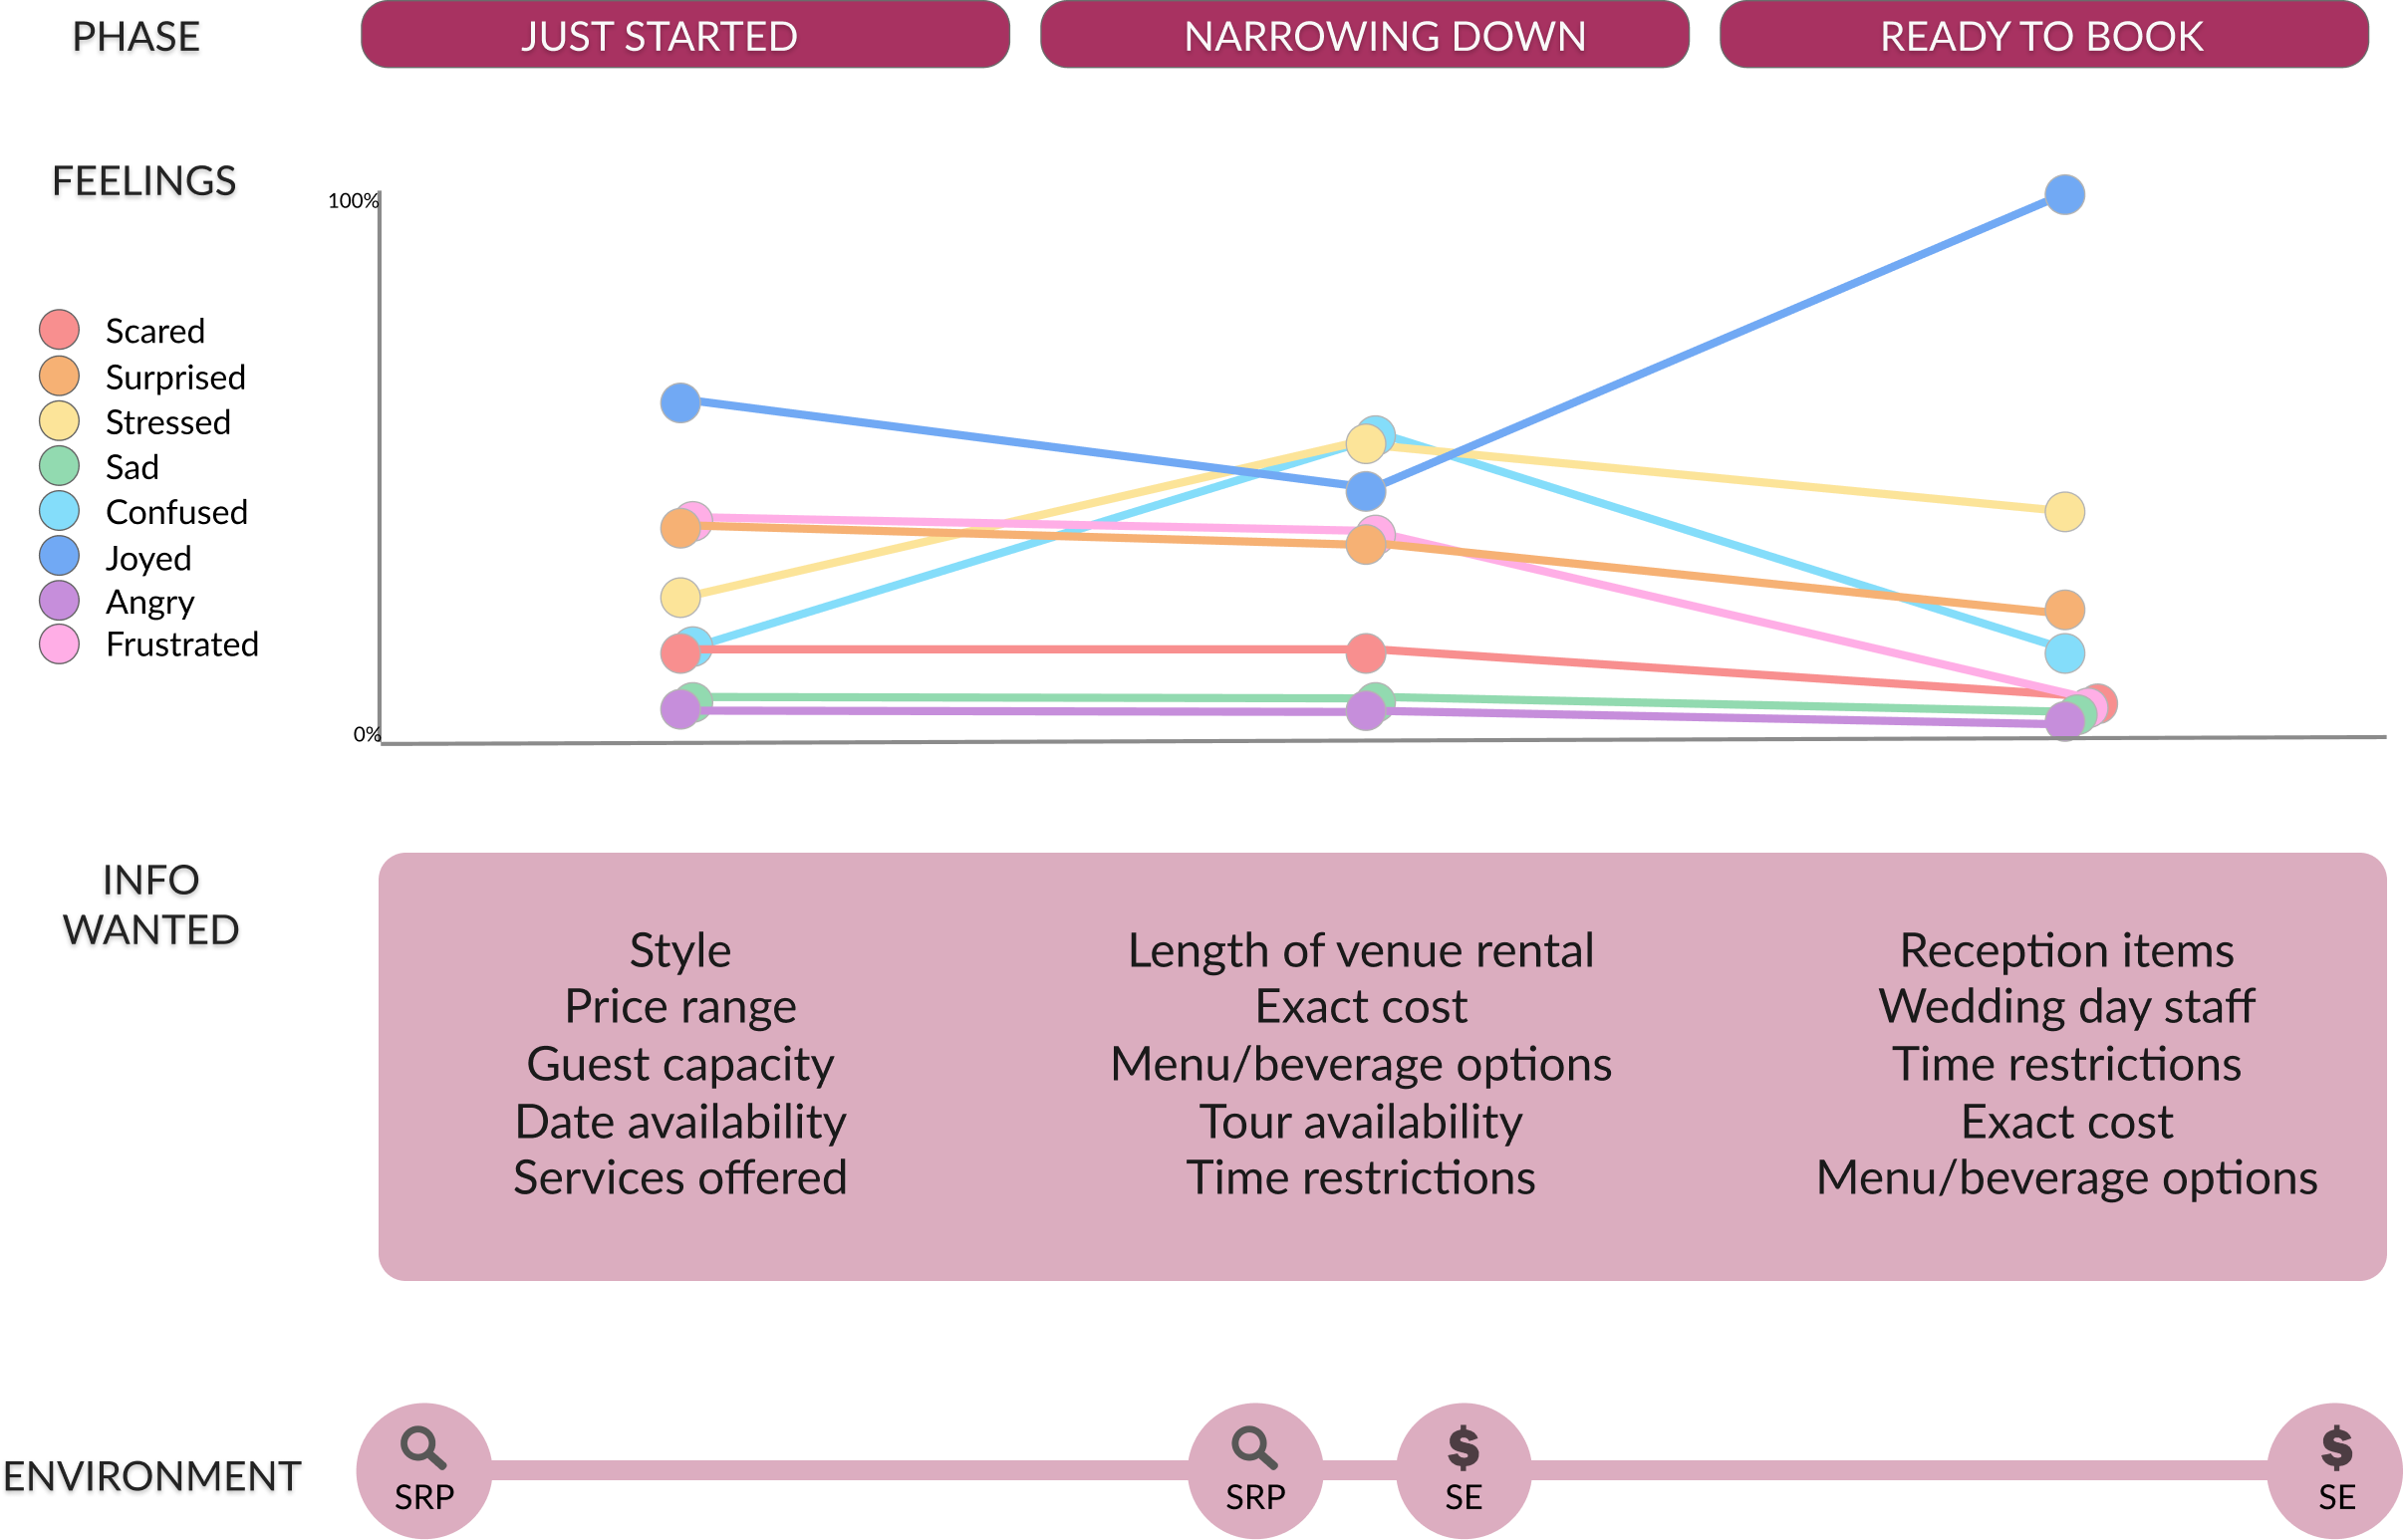 PHASE
JUST STARTED
NARROWING DOWN
READY TO BOOK
FEELINGS
100%
Scared
Surprised
Stressed
Sad
Confused
Joyed
Angry
Frustrated
0%
INFO
WANTED
Style
Price range
Guest capacity
Date availability
Services offered
Length of venue rental
Exact cost
Menu/beverage options
Tour availability
Time restrictions
Reception items
Wedding day staff
Time restrictions
Exact cost
Menu/beverage options
ENVIRONMENT
SRP
SRP
$
SE
$
SE